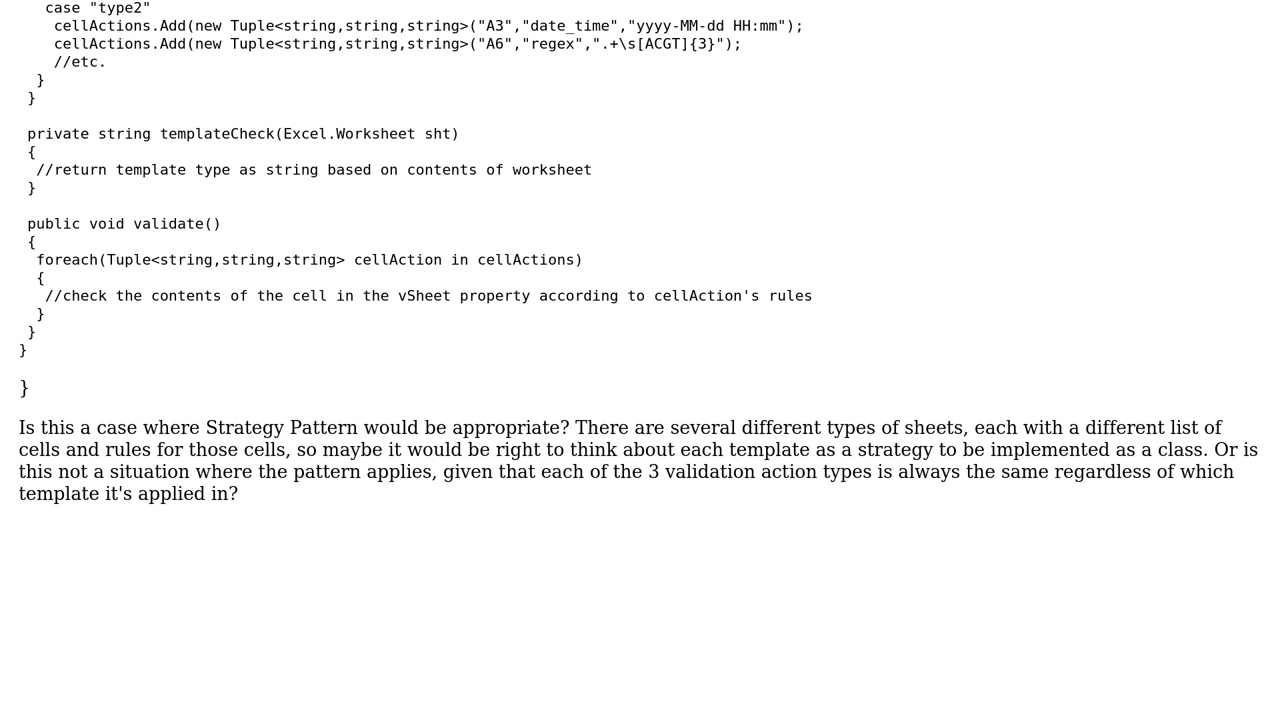 case "type2"
cellActions.Add(new Tuple<string,string,string>("A3","date_time","yyyy-MM-dd HH:mm");
cellActions.Add(new Tuple<string,string,string>("A6","regex",".+\s[ACGT]{3}");
//etc.
}
}
private string templateCheck(Excel.Worksheet sht)
{
//return template type as string based on contents of worksheet
}
public void validate()
{
foreach(Tuple<string,string,string> cellAction in cellActions)
{
//check the contents of the cell in the vSheet property according to cellAction's rules
}
}
}
}
Is this a case where Strategy Pattern would be appropriate? There are several different types of sheets, each with a different list of
cells and rules for those cells, so maybe it would be right to think about each template as a strategy to be implemented as a class. Or is
this not a situation where the pattern applies, given that each of the 3 validation action types is always the same regardless of which
template it's applied in?